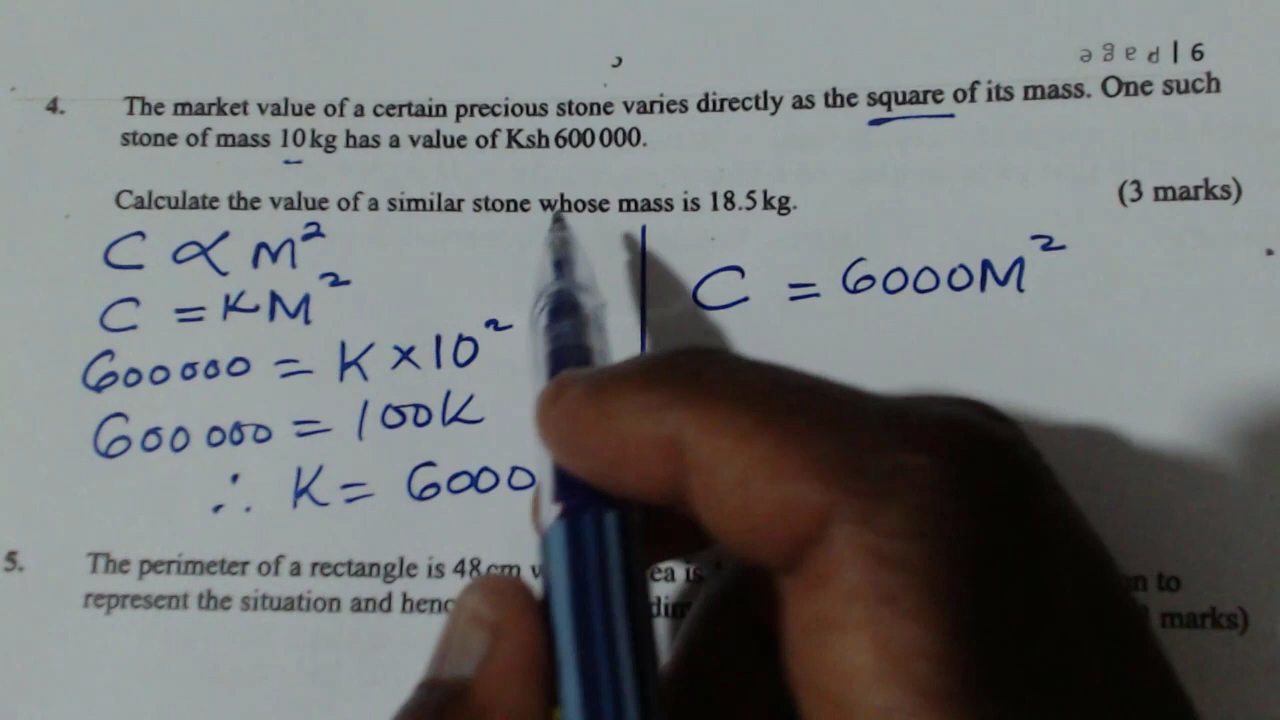 page | 6
4. The market value of a certain precious stone varies directly as the square of its mass. One such
stone of mass 10 kg has a value of Ksh 600 000.
Calculate the value of a similar stone whose mass is 18.5 kg. (3 marks)
C ∝ M²
C = KM²
600000 = K × 10²
600 000 = 100K
∴ K = 6000
C = 6000M²
5. The perimeter of a rectangle is 48 cm is to
represent the situation and marks)